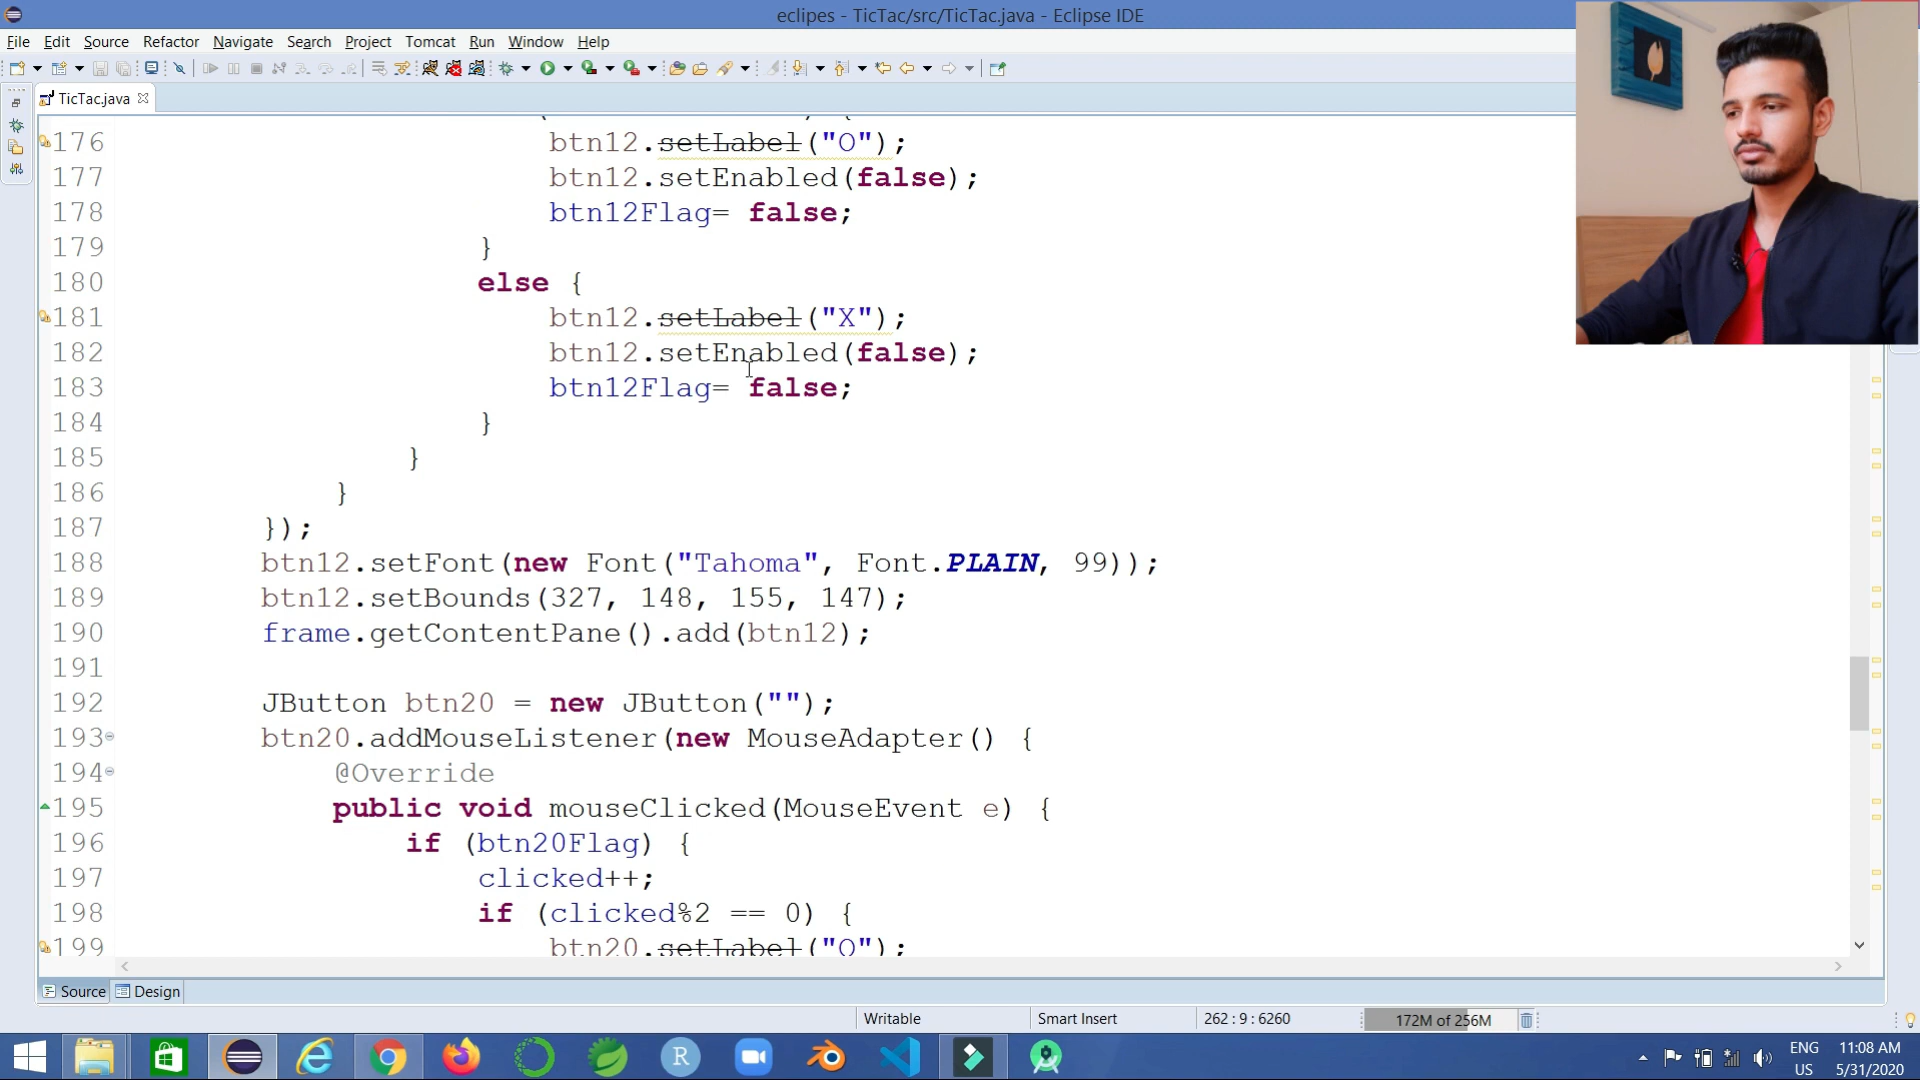 eclipes - TicTac/src/TicTac.java - Eclipse IDE
File Edit Source Refactor Navigate Search Project Tomcat Run Window Help
TicTac.java
176 btn12.setLabel("O");
177 btn12.setEnabled(false);
178 btn12Flag= false;
179 }
180 else {
181 btn12.setLabel("X");
182 btn12.setEnabled(false);
183 btn12Flag= false;
184 }
185 }
186 }
187 });
188 btn12.setFont(new Font("Tahoma", Font.PLAIN, 99));
189 btn12.setBounds(327, 148, 155, 147);
190 frame.getContentPane().add(btn12);
191
192 JButton btn20 = new JButton("");
193 btn20.addMouseListener(new MouseAdapter() {
194 @Override
195 public void mouseClicked(MouseEvent e) {
196 if (btn20Flag) {
197 clicked++;
198 if (clicked%2 == 0) {
199 btn20.setLabel("O");
Source Design
Writable Smart Insert 262 : 9 : 6260 172M of 256M
ENG 11:08 AM
US 5/31/2020